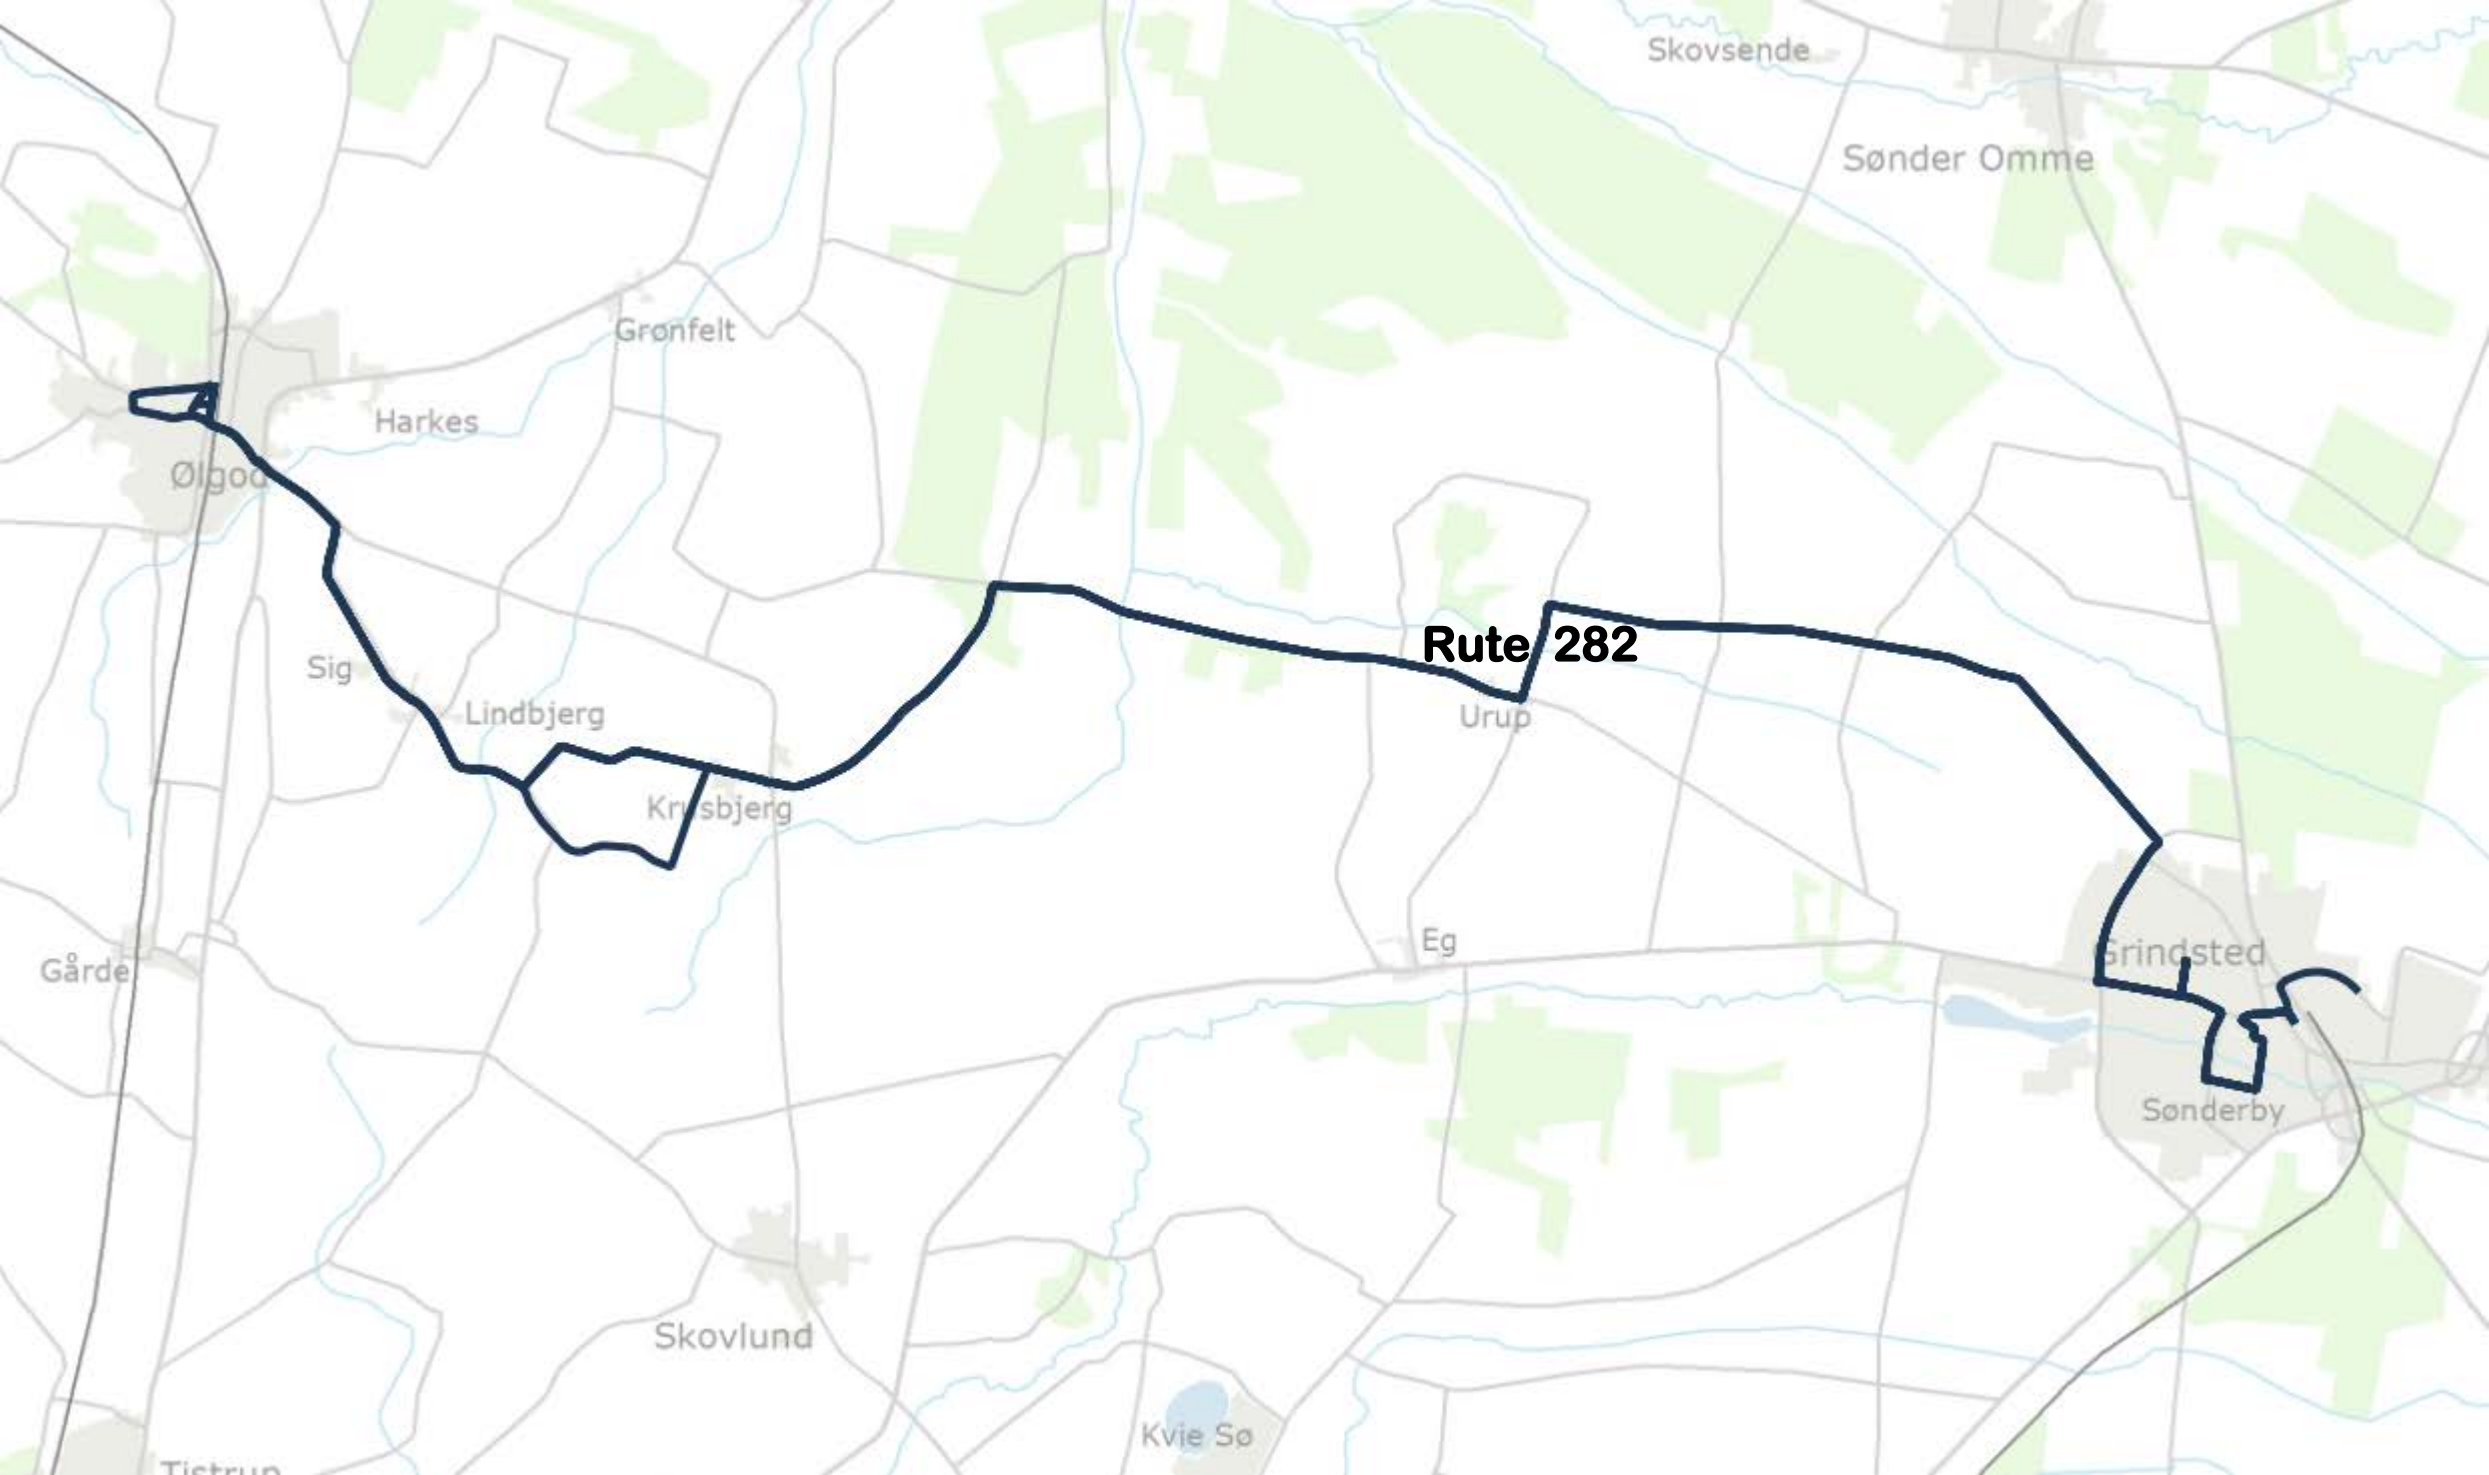 Skovsende
Sønder Omme
Grønfelt
Harkes
Ølgod
Rute 282
Sig
Lindbjerg
Urup
Krusbjerg
Eg
Grindsted
Gårde
Sønderby
Skovlund
Kvie Sø
Tistrup